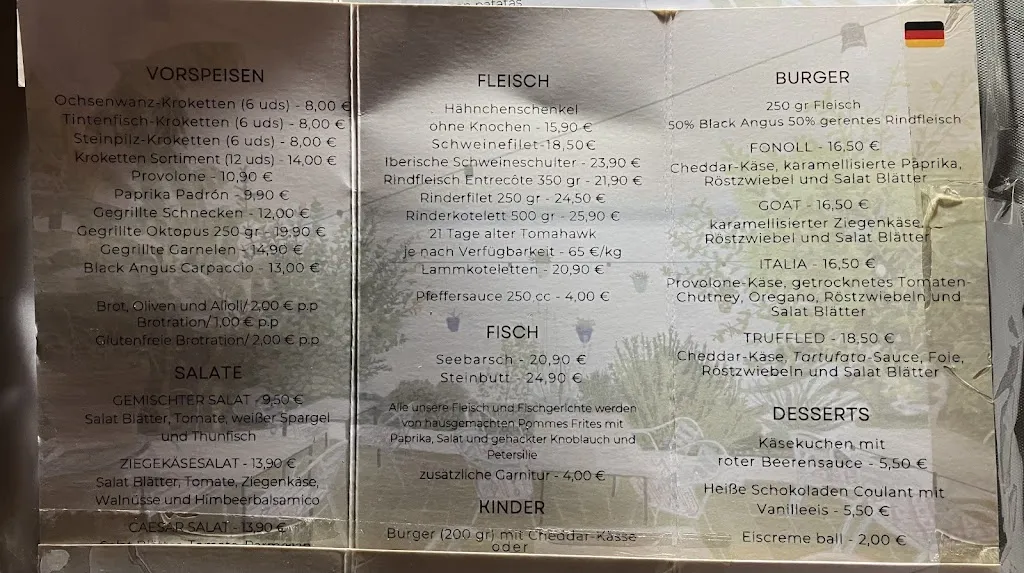 patatas
VORSPEISEN
Ochsenwanz-Kroketten (6 uds) - 8,00 €
Tintenfisch-Kroketten (6 uds) - 8,00 €
Steinpilz-Kroketten (6 uds) - 8,00 €
Kroketten Sortiment (12 uds) - 14,00 €
Provolone - 10,90 €
Paprika Padrón - 9,90 €
Gegrillte Schnecken - 12,00 €
Gegrillte Oktopus 250 gr - 19,90 €
Gegrillte Garnelen - 14,90 €
Black Angus Carpaccio - 13,00 €
Brot, Oliven und Alioli/ 2,00 € p.p
Brotration/ 1,00 € p.p
Glutenfreie Brotration/ 2,00 € p.p
SALATE
GEMISCHTER SALAT - 9,50 €
Salat Blätter, Tomate, weißer Spargel
und Thunfisch
ZIEGEKÄSESALAT - 13,90 €
Salat Blätter, Tomate, Ziegenkäse,
Walnüsse und Himbeerbalsamico
CAESAR SALAT - 13,90 €
FLEISCH
Hähnchenschenkel
ohne Knochen - 15,90 €
Schweinefilet-18,50€
Iberische Schweineschulter - 23,90 €
Rindfleisch Entrecôte 350 gr - 21,90 €
Rinderfilet 250 gr - 24,50 €
Rinderkotelett 500 gr - 25,90 €
21 Tage alter Tomahawk
je nach Verfügbarkeit - 65 €/kg
Lammkoteletten - 20,90 €
Pfeffersauce 250 cc - 4,00 €
FISCH
Seebarsch - 20,90 €
Steinbutt - 24,90 €
Alle unsere Fleisch und Fischgerichte werden
von hausgemachten Pommes Frites mit
Paprika, Salat und gehackter Knoblauch und
Petersilie
zusätzliche Garnitur - 4,00 €
KINDER
Burger (200 gr) mit Cheddar-Kässe
oder
BURGER
250 gr Fleisch
50% Black Angus 50% gerentes Rindfleisch
FONOLL - 16,50 €
Cheddar-Käse, karamellisierte Paprika,
Röstzwiebel und Salat Blätter
GOAT - 16,50 €
karamellisierter Ziegenkäse,
Röstzwiebel und Salat Blätter
ITALIA - 16,50 €
Provolone-Käse, getrocknetes Tomaten-
Chutney, Oregano, Röstzwiebeln und
Salat Blätter
TRUFFLED - 18,50 €
Cheddar-Käse, Tartufata-Sauce, Foie,
Röstzwiebeln und Salat Blätter
DESSERTS
Käsekuchen mit
roter Beerensauce - 5,50 €
Heiße Schokoladen Coulant mit
Vanilleeis - 5,50 €
Eiscreme ball - 2,00 €